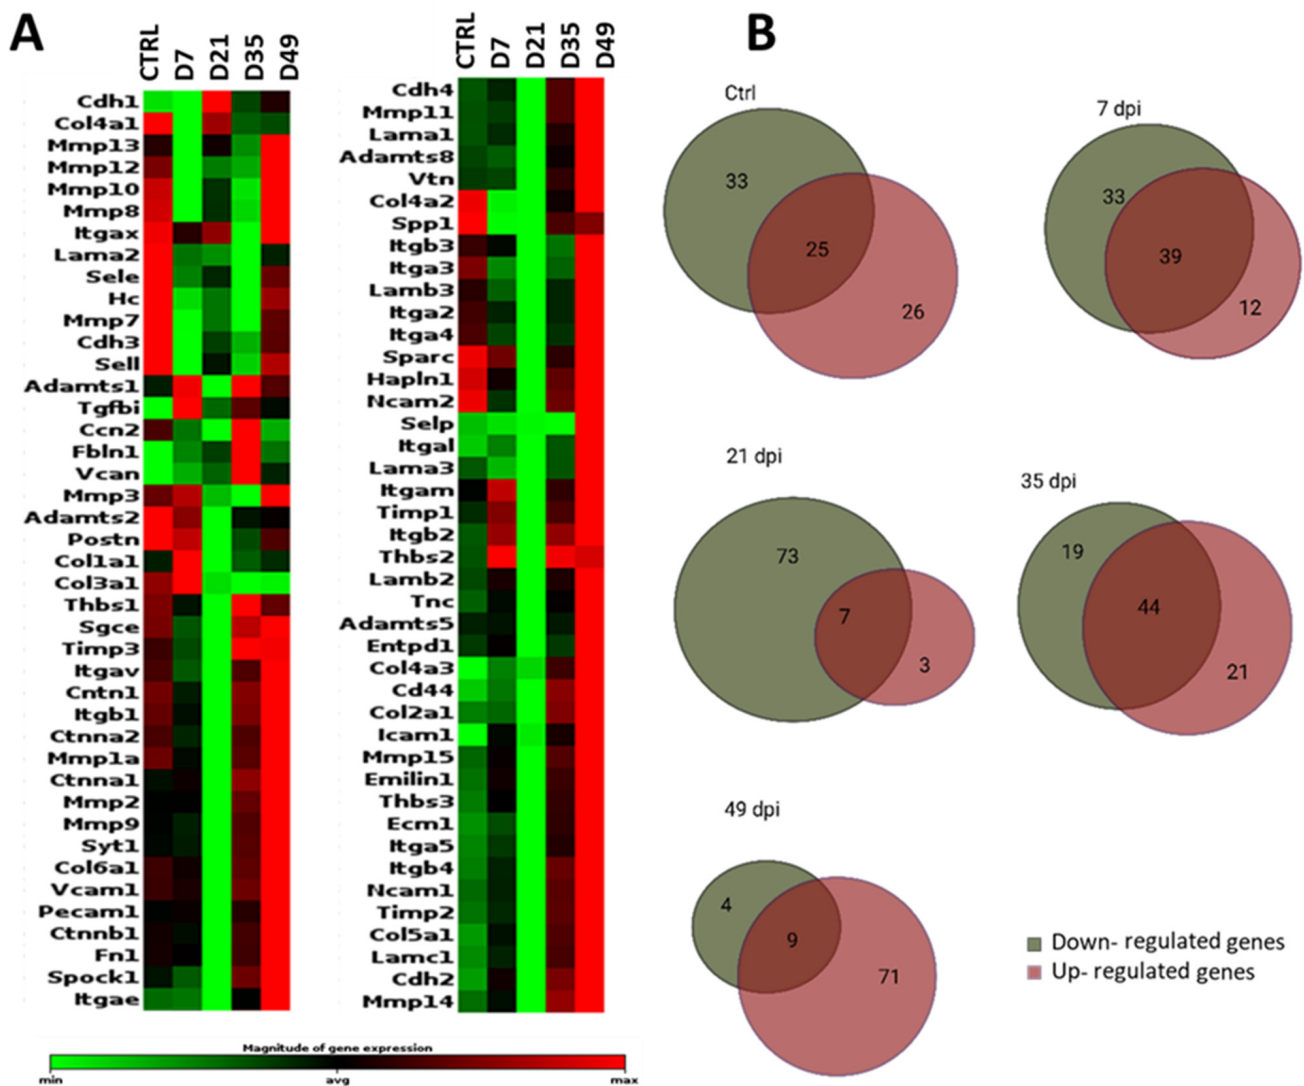 A
CTRL
D7
D21
D35
D49
Cdh1
Col4a1
Mmp13
Mmp12
Mmp10
Mmp8
Itgax
Lama2
Sele
Hc
Mmp7
Cdh3
Sell
Adamts1
Tgfbi
Ccn2
Fbln1
Vcan
Mmp3
Adamts2
Postn
Col1a1
Col3a1
Thbs1
Sgce
Timp3
Itgav
Cntn1
Itgb1
Ctnna2
Mmp1a
Ctnna1
Mmp2
Mmp9
Syt1
Col6a1
Vcam1
Pecam1
Ctnnb1
Fn1
Spock1
Itgae
CTRL
D7
D21
D35
D49
Cdh4
Mmp11
Lama1
Adamts8
Vtn
Col4a2
Spp1
Itgb3
Itga3
Lamb3
Itga2
Itga4
Sparc
Hapln1
Ncam2
Selp
Itgal
Lama3
Itgam
Timp1
Itgb2
Thbs2
Lamb2
Tnc
Adamts5
Entpd1
Col4a3
Cd44
Col2a1
Icam1
Mmp15
Emilin1
Thbs3
Ecm1
Itga5
Itgb4
Ncam1
Timp2
Col5a1
Lamc1
Cdh2
Mmp14
Magnitude of gene expression
min avg max
B
Ctrl
33
25
26
7 dpi
33
39
12
21 dpi
73
7
3
35 dpi
19
44
21
49 dpi
4
9
71
Down- regulated genes
Up- regulated genes